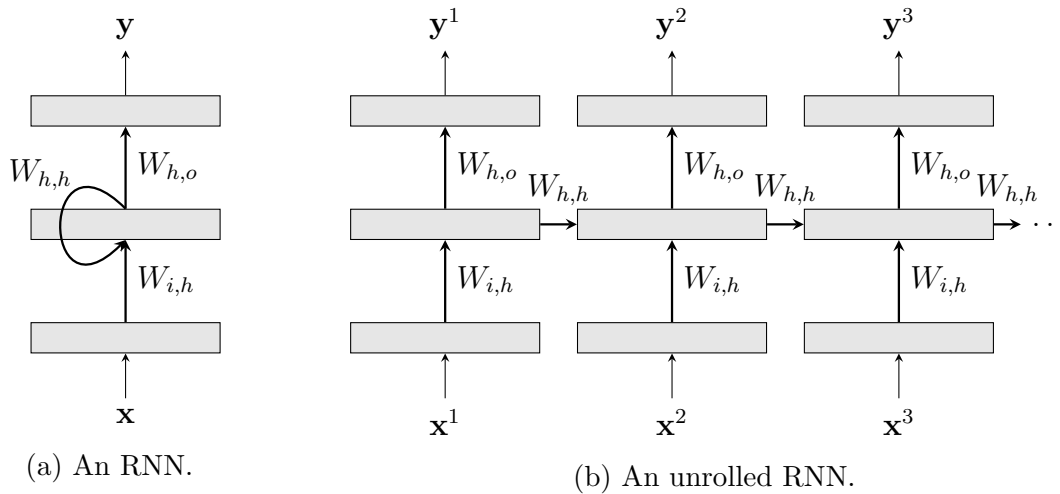 y
y^1 y^2 y^3
W_{h,h} W_{h,o} W_{h,o} W_{h,o} W_{h,o}
W_{h,h} W_{h,h} W_{h,h}
..
W_{i,h} W_{i,h} W_{i,h} W_{i,h}
x
x^1 x^2 x^3
(a) An RNN.
(b) An unrolled RNN.